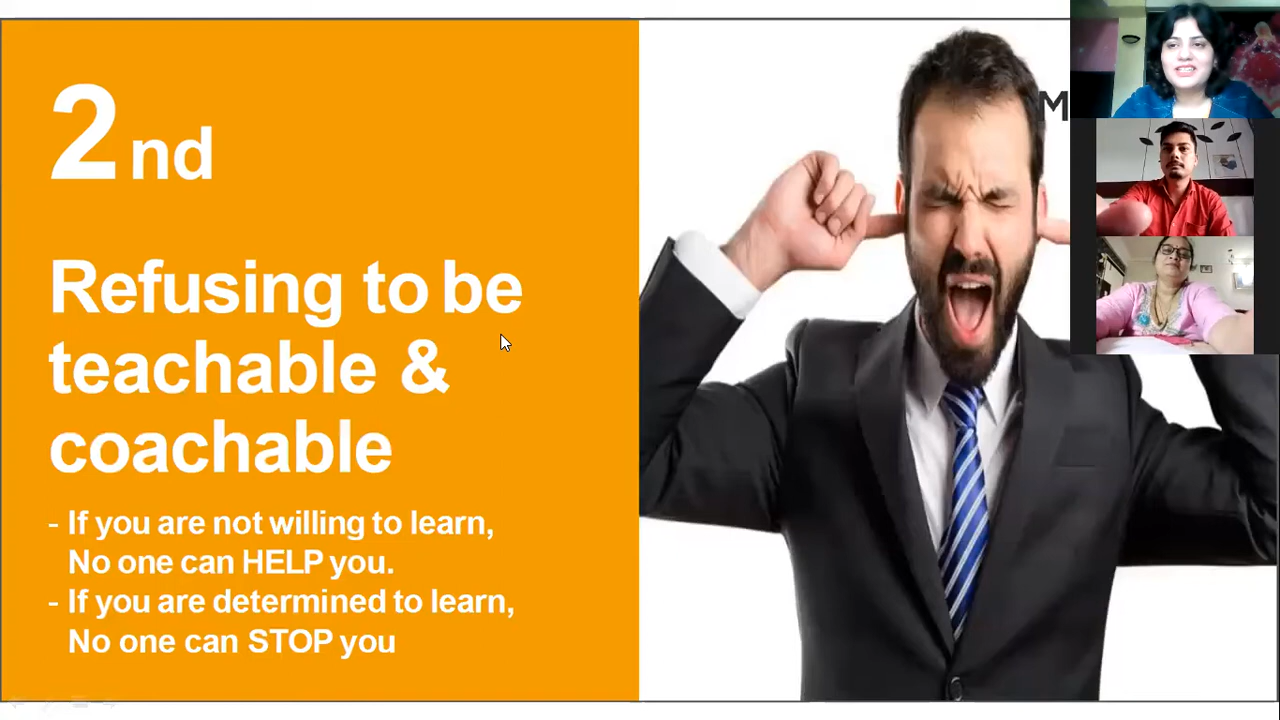 2nd
Refusing to be
teachable &
coachable
- If you are not willing to learn,
No one can HELP you.
- If you are determined to learn,
No one can STOP you
M